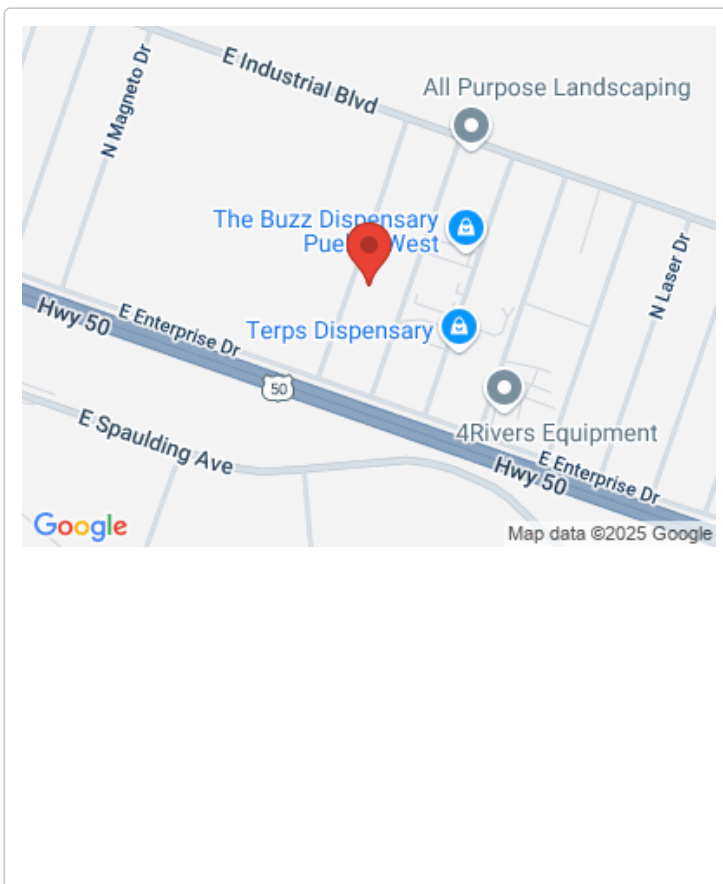 E Industrial Blvd
N Magneto Dr
All Purpose Landscaping
The Buzz Dispensary
Pueblo West
N Laser Dr
Hwy 50
E Enterprise Dr
Terps Dispensary
50
E Spaulding Ave
4Rivers Equipment
Hwy 50
E Enterprise Dr
Google
Map data ©2025 Google